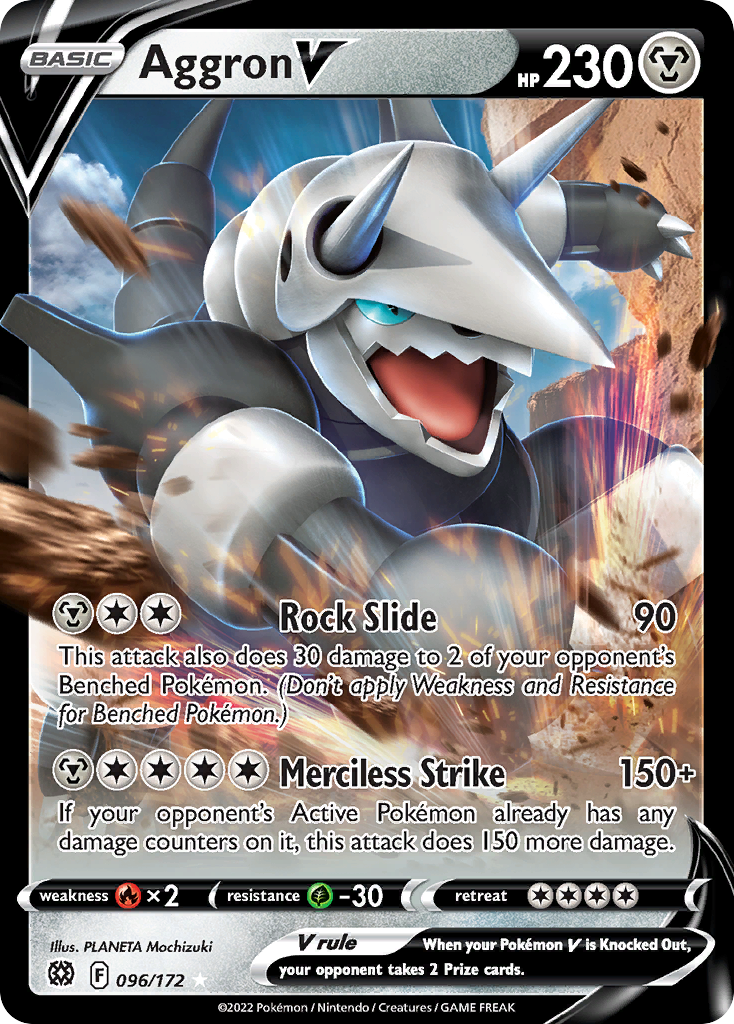 BASIC Aggron V HP 230
Rock Slide 90
This attack also does 30 damage to 2 of your opponent's
Benched Pokémon. (Don't apply Weakness and Resistance
for Benched Pokémon.)
Merciless Strike 150+
If your opponent's Active Pokémon already has any
damage counters on it, this attack does 150 more damage.
weakness ×2 resistance -30 retreat
Illus. PLANETA Mochizuki
V rule When your Pokémon V is Knocked Out,
your opponent takes 2 Prize cards.
F 096/172
©2022 Pokémon / Nintendo / Creatures / GAME FREAK